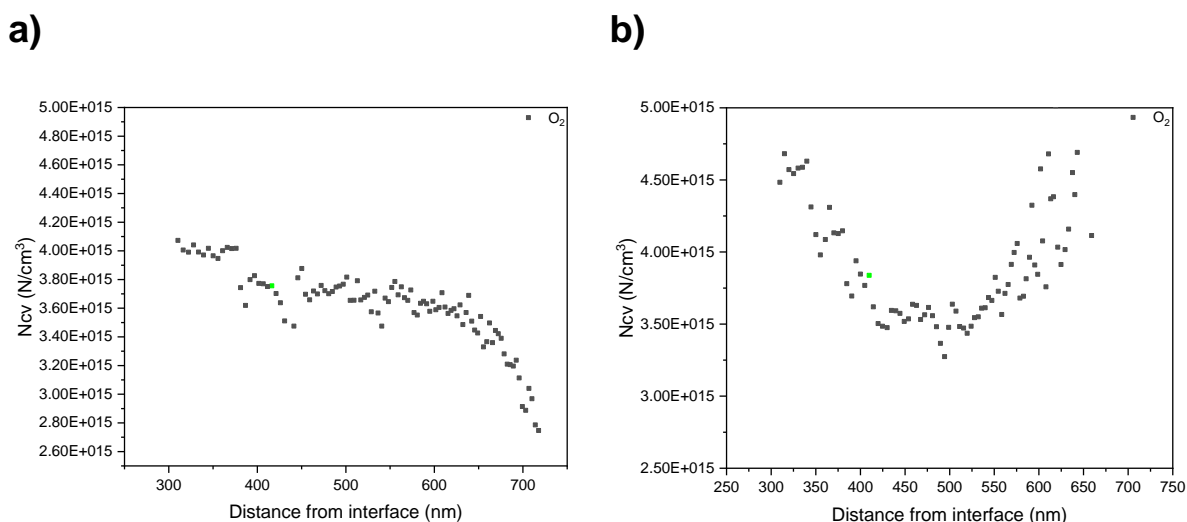 a)
5.00E+015
4.80E+015
4.60E+015
4.40E+015
4.20E+015
4.00E+015
3.80E+015
3.60E+015
3.40E+015
3.20E+015
3.00E+015
2.80E+015
2.60E+015
Ncv (N/cm³)
O₂
300 400 500 600 700
Distance from interface (nm)
b)
5.00E+015
4.50E+015
4.00E+015
3.50E+015
3.00E+015
2.50E+015
Ncv (N/cm³)
O₂
250 300 350 400 450 500 550 600 650 700 750
Distance from interface (nm)